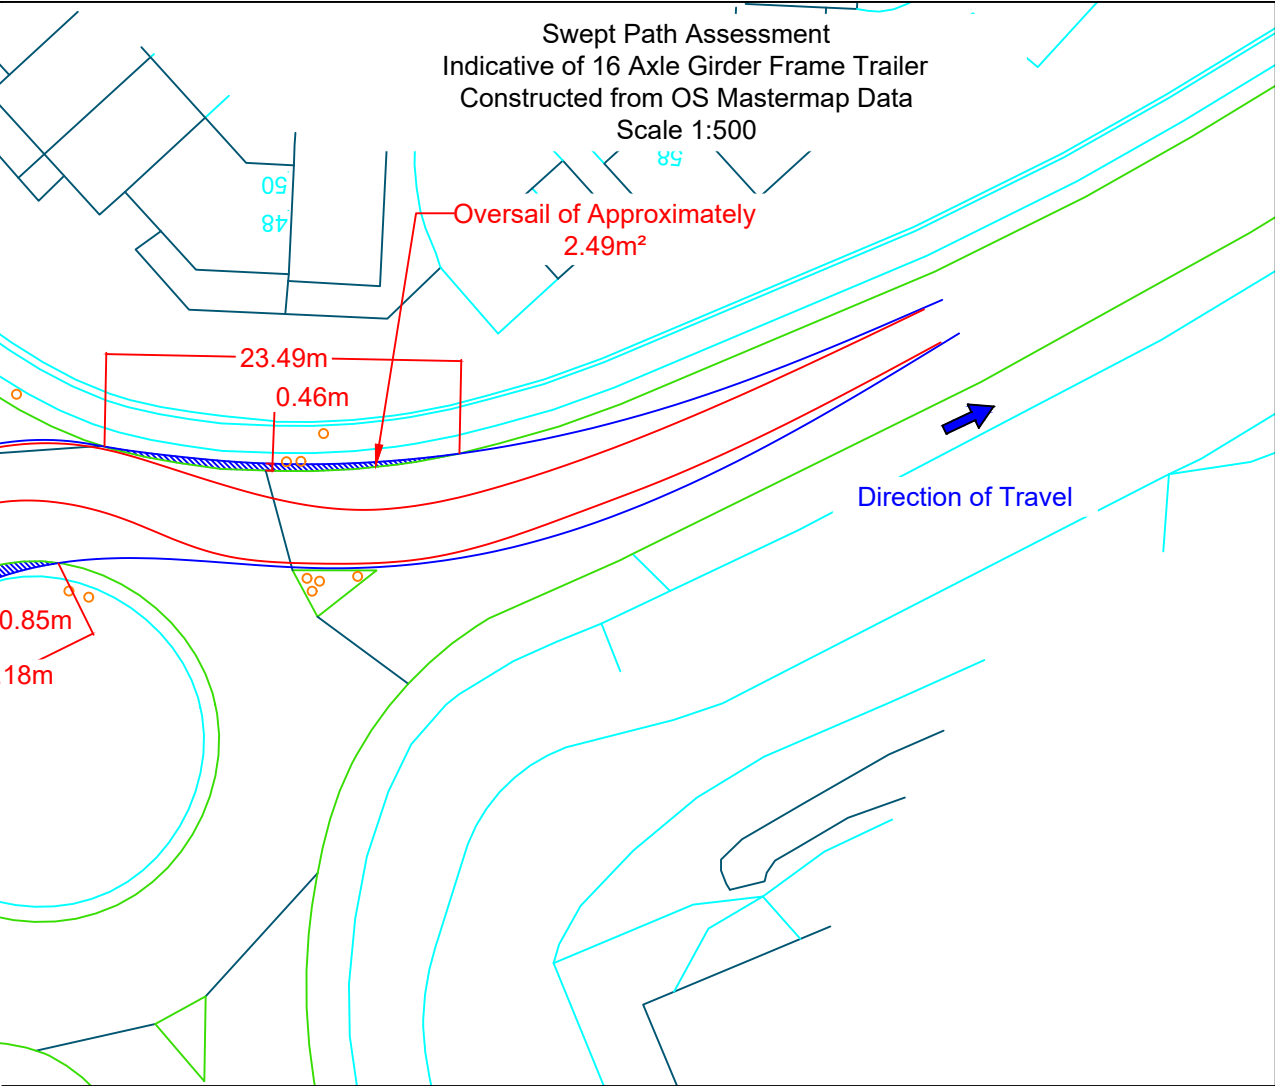 Swept Path Assessment
Indicative of 16 Axle Girder Frame Trailer
Constructed from OS Mastermap Data
Scale 1:500
58
50
48
Oversail of Approximately
2.49m²
23.49m
0.46m
Direction of Travel
0.85m
.18m